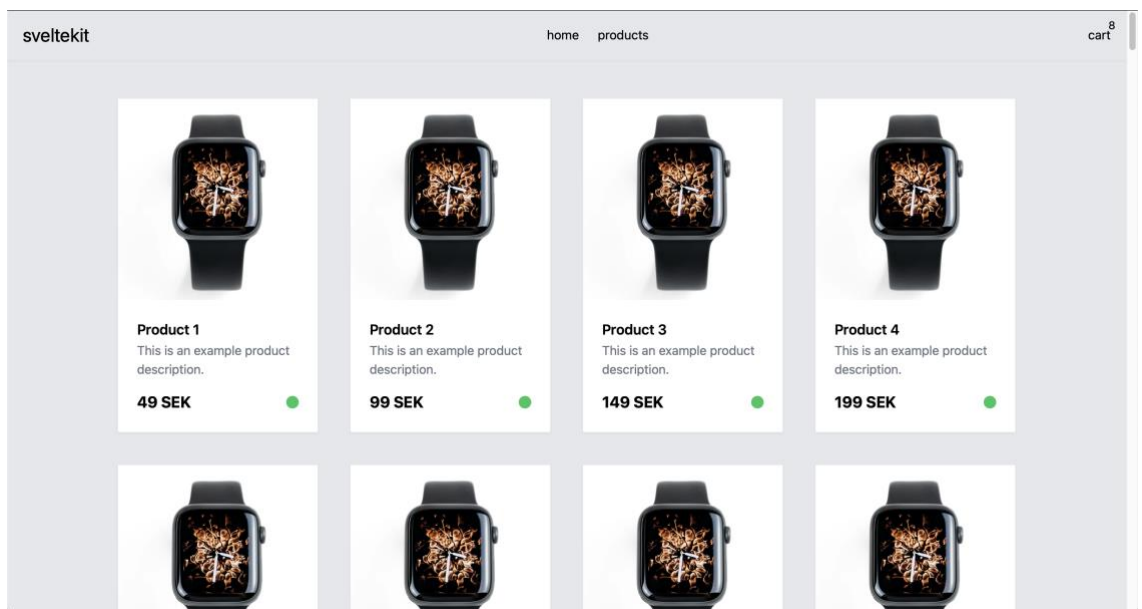 sveltekit
home
products
8
cart
Product 1
This is an example product
description.
49 SEK
Product 2
This is an example product
description.
99 SEK
Product 3
This is an example product
description.
149 SEK
Product 4
This is an example product
description.
199 SEK